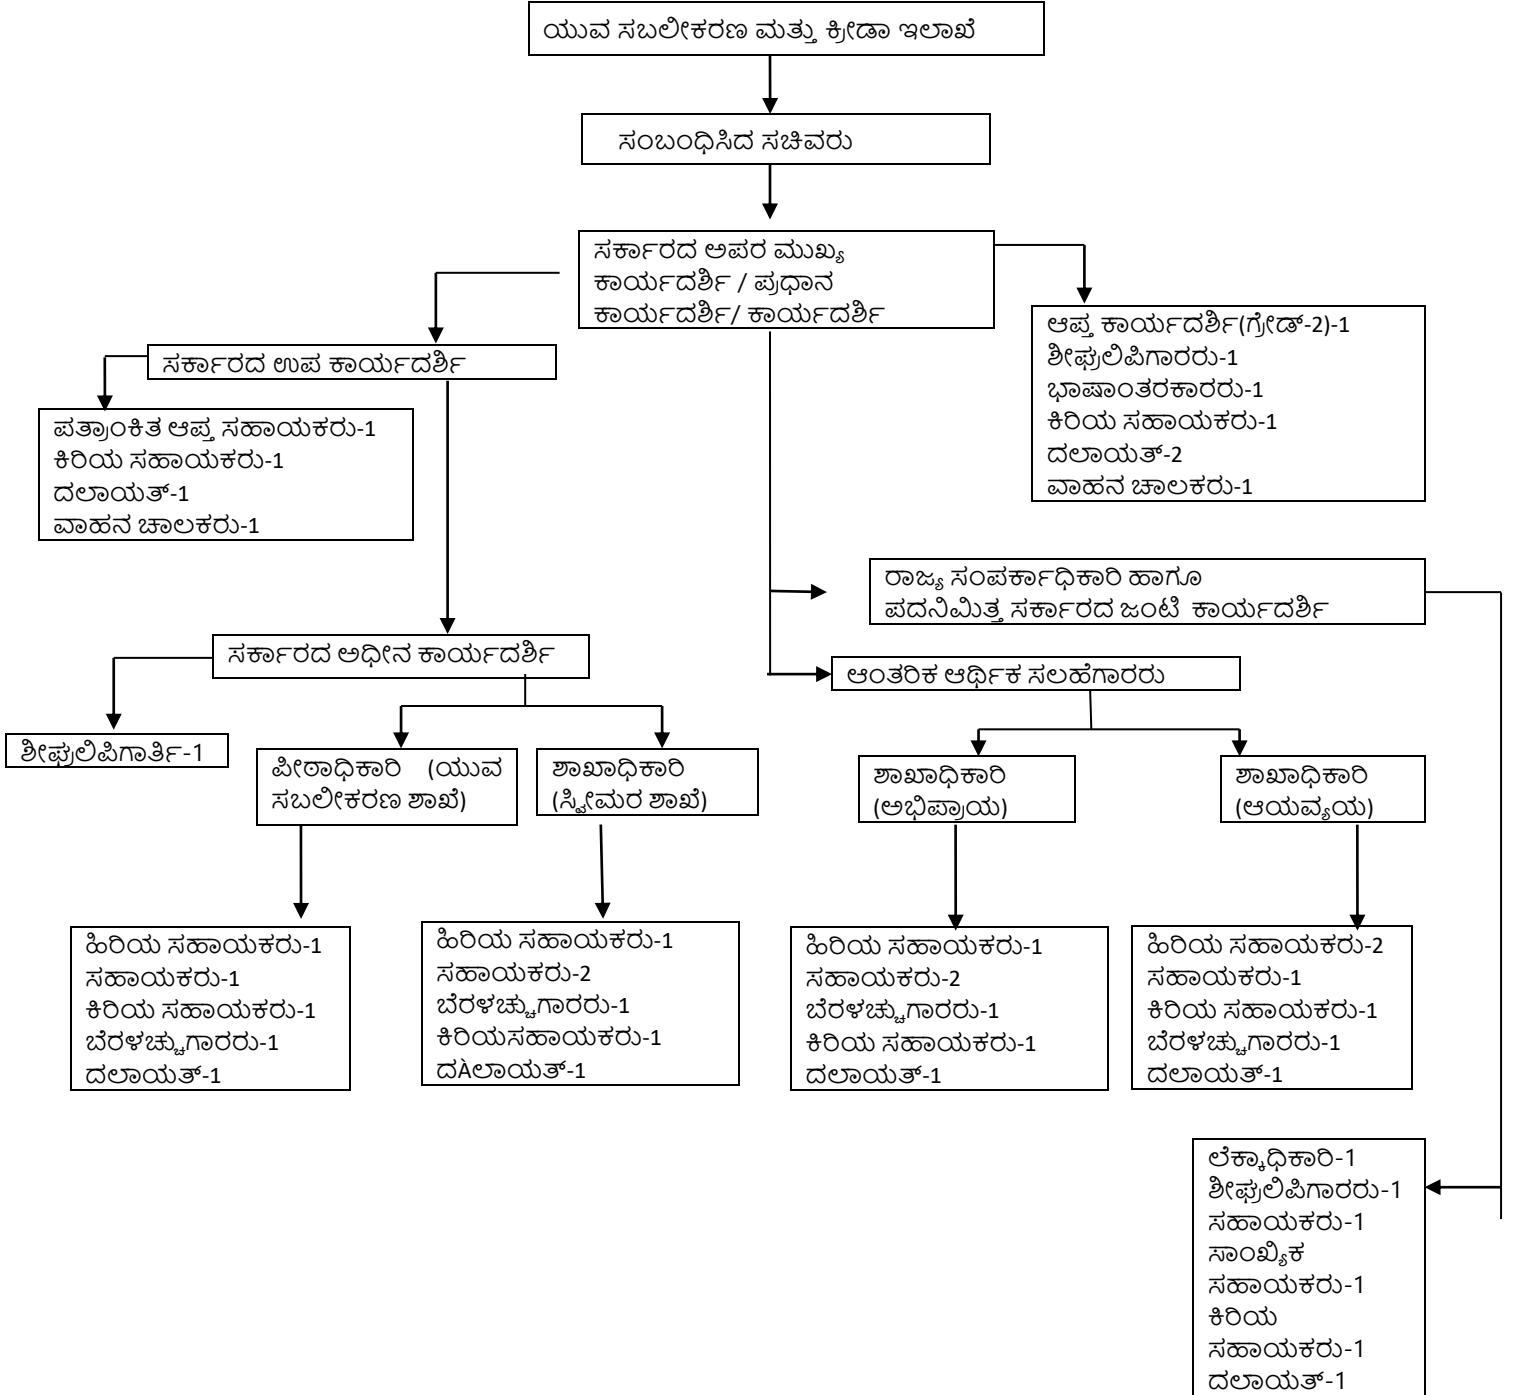 ಯುವ ಸಬಲೀಕರಣ ಮತ್ತು ಕ್ರೀಡಾ ಇಲಾಖೆ
ಸಂಬಂಧಿಸಿದ ಸಚಿವರು
ಸರ್ಕಾರದ ಅಪರ ಮುಖ್ಯ
ಕಾರ್ಯದರ್ಶಿ / ಪ್ರಧಾನ
ಕಾರ್ಯದರ್ಶಿ/ ಕಾರ್ಯದರ್ಶಿ
ಆಪ್ತ ಕಾರ್ಯದರ್ಶಿ(ಗ್ರೇಡ್-2)-1
ಶೀಘ್ರಲಿಪಿಗಾರರು-1
ಭಾಷಾಂತರಕಾರರು-1
ಕಿರಿಯ ಸಹಾಯಕರು-1
ದಲಾಯತ್-2
ವಾಹನ ಚಾಲಕರು-1
ಸರ್ಕಾರದ ಉಪ ಕಾರ್ಯದರ್ಶಿ
ಪತ್ರಾಂಕಿತ ಆಪ್ತ ಸಹಾಯಕರು-1
ಕಿರಿಯ ಸಹಾಯಕರು-1
ದಲಾಯತ್-1
ವಾಹನ ಚಾಲಕರು-1
ರಾಜ್ಯ ಸಂಪರ್ಕಾಧಿಕಾರಿ ಹಾಗೂ
ಪದನಿಮಿತ್ತ ಸರ್ಕಾರದ ಜಂಟಿ ಕಾರ್ಯದರ್ಶಿ
ಸರ್ಕಾರದ ಅಧೀನ ಕಾರ್ಯದರ್ಶಿ
ಆಂತರಿಕ ಆರ್ಥಿಕ ಸಲಹೆಗಾರರು
ಶೀಘ್ರಲಿಪಿಗಾರ್ತಿ-1
ಪೀಠಾಧಿಕಾರಿ (ಯುವ
ಸಬಲೀಕರಣ ಶಾಖೆ)
ಶಾಖಾಧಿಕಾರಿ
(ಸ್ವೀಮರ ಶಾಖೆ)
ಶಾಖಾಧಿಕಾರಿ
(ಅಭಿಪ್ರಾಯ)
ಶಾಖಾಧಿಕಾರಿ
(ಆಯವ್ಯಯ)
ಹಿರಿಯ ಸಹಾಯಕರು-1
ಸಹಾಯಕರು-1
ಕಿರಿಯ ಸಹಾಯಕರು-1
ಬೆರಳಚ್ಚುಗಾರರು-1
ದಲಾಯತ್-1
ಹಿರಿಯ ಸಹಾಯಕರು-1
ಸಹಾಯಕರು-2
ಬೆರಳಚ್ಚುಗಾರರು-1
ಕಿರಿಯಸಹಾಯಕರು-1
ದÀಲಾಯತ್-1
ಹಿರಿಯ ಸಹಾಯಕರು-1
ಸಹಾಯಕರು-2
ಬೆರಳಚ್ಚುಗಾರರು-1
ಕಿರಿಯ ಸಹಾಯಕರು-1
ದಲಾಯತ್-1
ಹಿರಿಯ ಸಹಾಯಕರು-2
ಸಹಾಯಕರು-1
ಕಿರಿಯ ಸಹಾಯಕರು-1
ಬೆರಳಚ್ಚುಗಾರರು-1
ದಲಾಯತ್-1
ಲೆಕ್ಕಾಧಿಕಾರಿ-1
ಶೀಘ್ರಲಿಪಿಗಾರರು-1
ಸಹಾಯಕರು-1
ಸಾಂಖ್ಯಿಕ
ಸಹಾಯಕರು-1
ಕಿರಿಯ
ಸಹಾಯಕರು-1
ದಲಾಯತ್-1